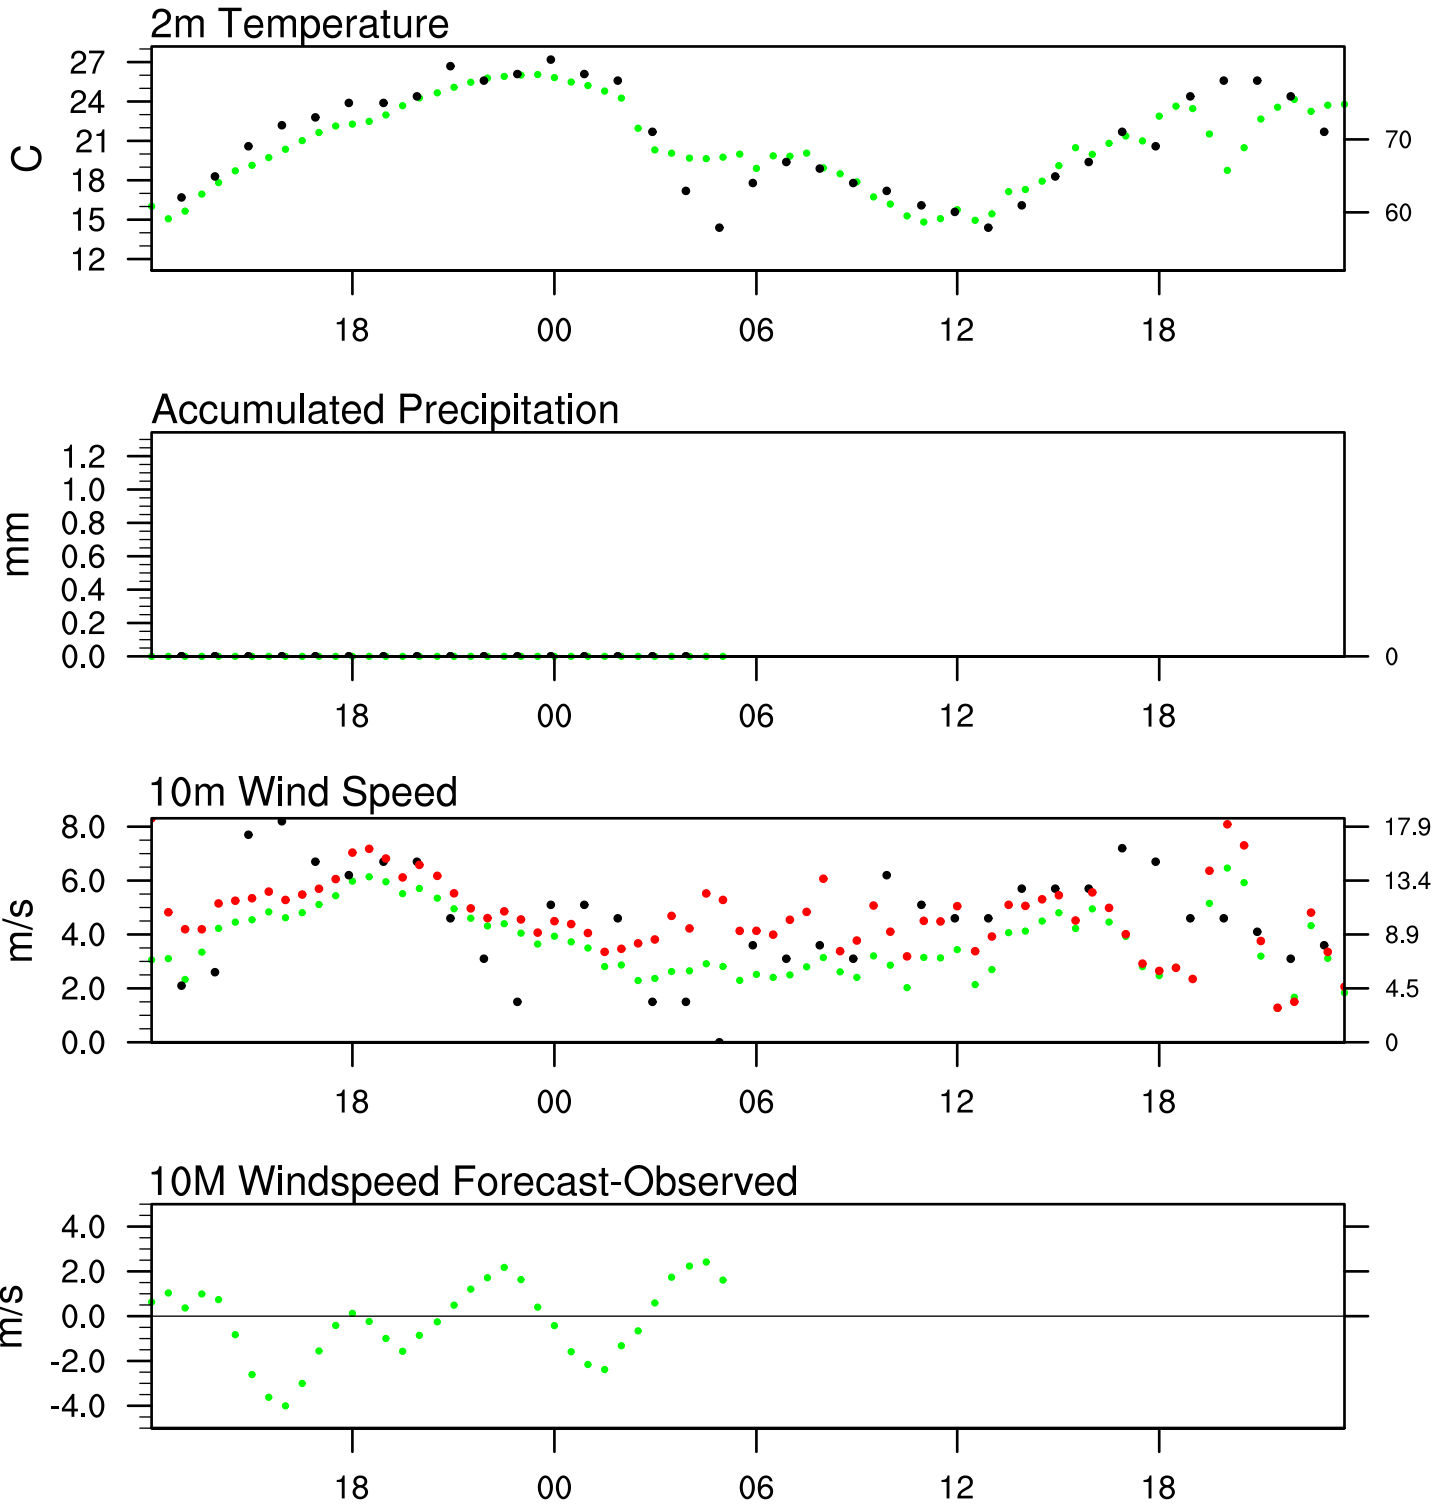 2m Temperature
27
24
21
18
15
12
C
70
60
18 00 06 12 18
Accumulated Precipitation
1.2
1.0
0.8
0.6
0.4
0.2
0.0
mm
0
18 00 06 12 18
10m Wind Speed
8.0
6.0
4.0
2.0
0.0
m/s
17.9
13.4
8.9
4.5
0
18 00 06 12 18
10M Windspeed Forecast-Observed
4.0
2.0
0.0
-2.0
-4.0
m/s
18 00 06 12 18